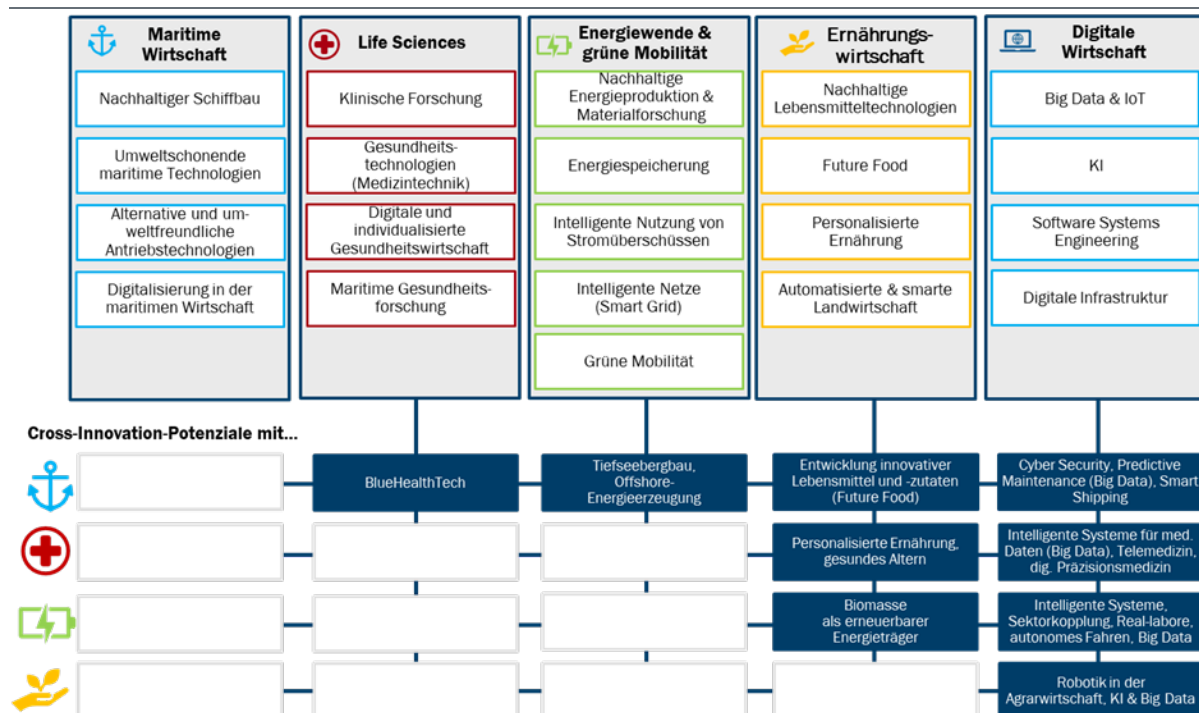 Maritime
Wirtschaft
Nachhaltiger Schiffbau
Umweltschonende
maritime Technologien
Alternative und um-
weltfreundliche
Antriebstechnologien
Digitalisierung in der
maritimen Wirtschaft
Life Sciences
Klinische Forschung
Gesundheits-
technologien
(Medizintechnik)
Digitale und
individualisierte
Gesundheitswirtschaft
Maritime Gesundheits-
forschung
Energiewende &
grüne Mobilität
Nachhaltige
Energieproduktion &
Materialforschung
Energiespeicherung
Intelligente Nutzung von
Stromüberschüssen
Intelligente Netze
(Smart Grid)
Grüne Mobilität
Ernährungs-
wirtschaft
Nachhaltige
Lebensmitteltechnologien
Future Food
Personalisierte
Ernährung
Automatisierte & smarte
Landwirtschaft
Digitale
Wirtschaft
Big Data & IoT
KI
Software Systems
Engineering
Digitale Infrastruktur
Cross-Innovation-Potenziale mit...
BlueHealthTech
Tiefseebergbau,
Offshore-
Energieerzeugung
Entwicklung innovativer
Lebensmittel und -zutaten
(Future Food)
Cyber Security, Predictive
Maintenance (Big Data), Smart
Shipping
Personalisierte Ernährung,
gesundes Altern
Intelligente Systeme für med.
Daten (Big Data), Telemedizin,
dig. Präzisionsmedizin
Biomasse
als erneuerbarer
Energieträger
Intelligente Systeme,
Sektorkopplung, Real-labore,
autonomes Fahren, Big Data
Robotik in der
Agrarwirtschaft, KI & Big Data